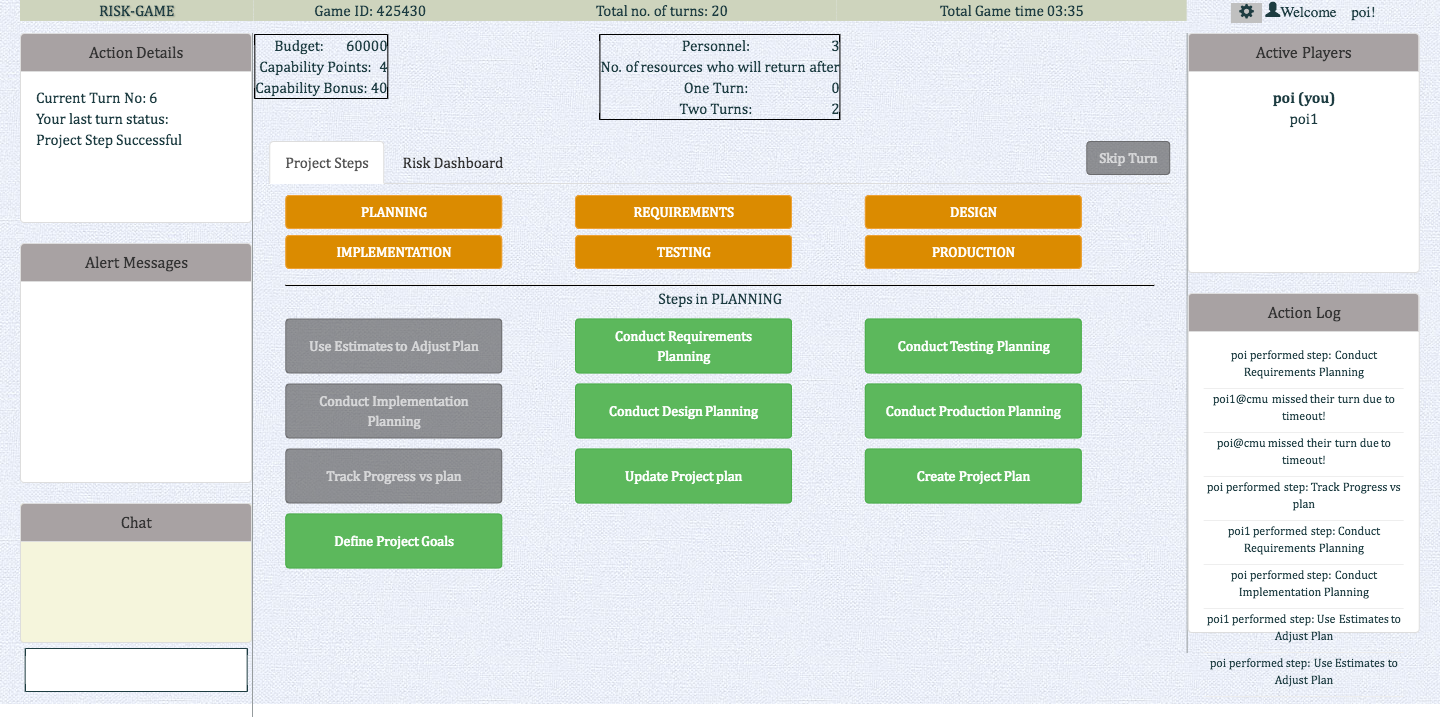 RISK-GAME
Game ID: 425430
Total no. of turns: 20
Total Game time 03:35
Welcome poi!
Action Details
Current Turn No: 6
Your last turn status:
Project Step Successful
Alert Messages
Chat
Budget: 60000
Capability Points: 4
Capability Bonus: 40
Personnel: 3
No. of resources who will return after
One Turn: 0
Two Turns: 2
Project Steps
Risk Dashboard
Skip Turn
PLANNING
REQUIREMENTS
DESIGN
IMPLEMENTATION
TESTING
PRODUCTION
Steps in PLANNING
Use Estimates to Adjust Plan
Conduct Requirements
Planning
Conduct Testing Planning
Conduct Implementation
Planning
Conduct Design Planning
Conduct Production Planning
Track Progress vs plan
Update Project plan
Create Project Plan
Define Project Goals
Active Players
poi (you)
poi1
Action Log
poi performed step: Conduct
Requirements Planning
poi1@cmu missed their turn due to
timeout!
poi@cmu missed their turn due to
timeout!
poi performed step: Track Progress vs
plan
poi1 performed step: Conduct
Requirements Planning
poi performed step: Conduct
Implementation Planning
poi1 performed step: Use Estimates to
Adjust Plan
poi performed step: Use Estimates to
Adjust Plan